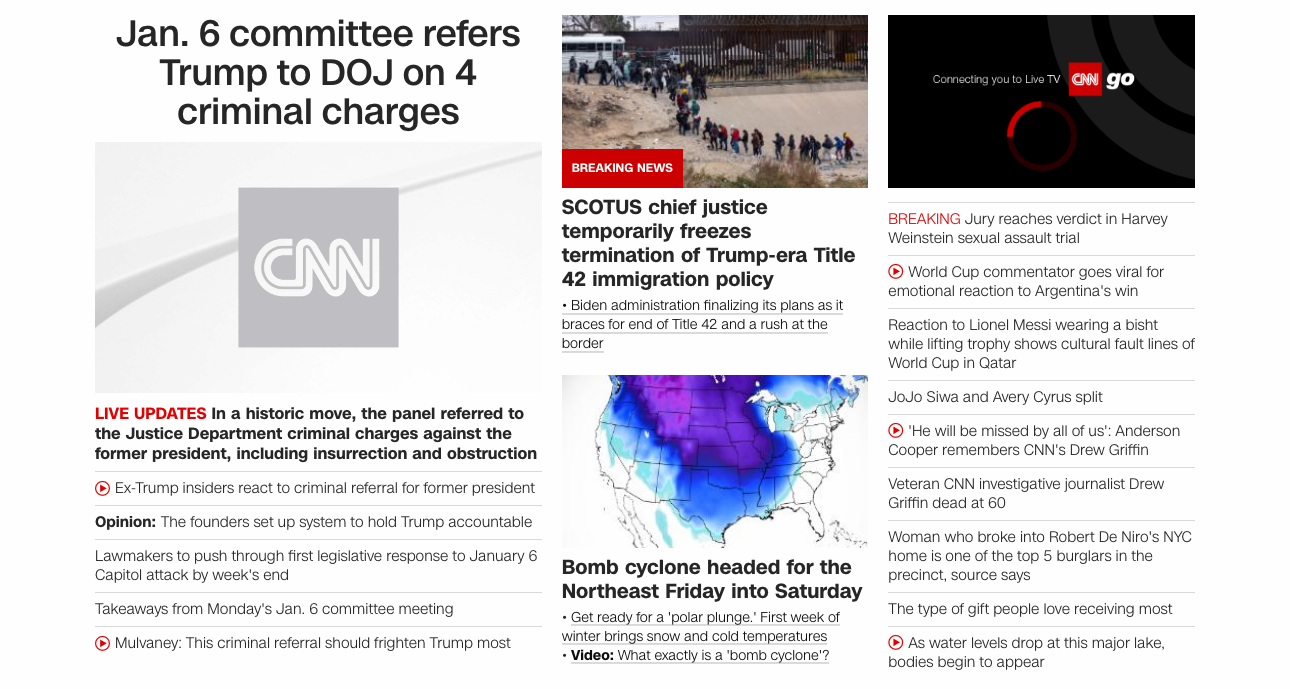 Jan. 6 committee refers
Trump to DOJ on 4
criminal charges
CNN
LIVE UPDATES In a historic move, the panel referred to
the Justice Department criminal charges against the
former president, including insurrection and obstruction
Ex-Trump insiders react to criminal referral for former president
Opinion: The founders set up system to hold Trump accountable
Lawmakers to push through first legislative response to January 6
Capitol attack by week's end
Takeaways from Monday's Jan. 6 committee meeting
Mulvaney: This criminal referral should frighten Trump most
BREAKING NEWS
SCOTUS chief justice
temporarily freezes
termination of Trump-era Title
42 immigration policy
• Biden administration finalizing its plans as it
braces for end of Title 42 and a rush at the
border
Bomb cyclone headed for the
Northeast Friday into Saturday
• Get ready for a 'polar plunge.' First week of
winter brings snow and cold temperatures
• Video: What exactly is a 'bomb cyclone'?
Connecting you to Live TV CNN go
BREAKING Jury reaches verdict in Harvey
Weinstein sexual assault trial
World Cup commentator goes viral for
emotional reaction to Argentina's win
Reaction to Lionel Messi wearing a bisht
while lifting trophy shows cultural fault lines of
World Cup in Qatar
JoJo Siwa and Avery Cyrus split
'He will be missed by all of us': Anderson
Cooper remembers CNN's Drew Griffin
Veteran CNN investigative journalist Drew
Griffin dead at 60
Woman who broke into Robert De Niro's NYC
home is one of the top 5 burglars in the
precinct, source says
The type of gift people love receiving most
As water levels drop at this major lake,
bodies begin to appear